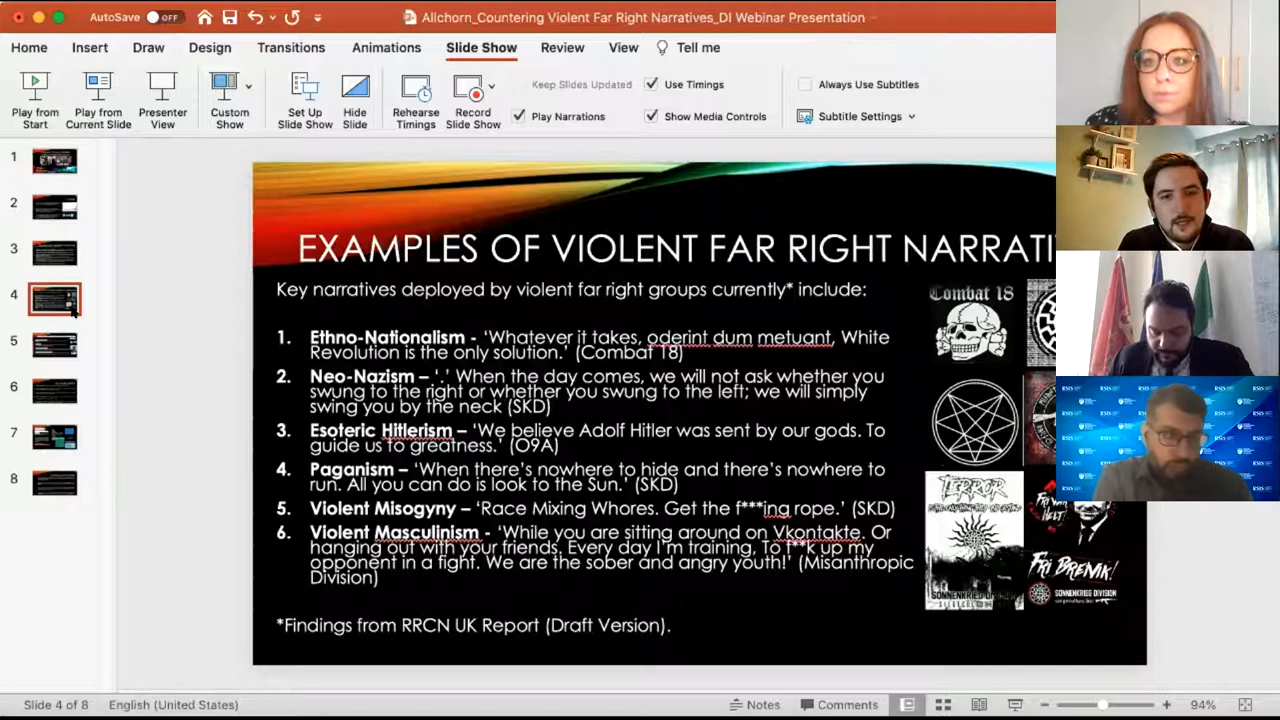 AutoSave OFF
Allchorn_Countering Violent Far Right Narratives_DI Webinar Presentation
Home Insert Draw Design Transitions Animations Slide Show Review View Tell me
Play from Start
Play from Current Slide
Presenter View
Custom Show
Set Up Slide Show
Hide Slide
Rehearse Timings
Record Slide Show
Keep Slides Updated
Use Timings
Play Narrations
Show Media Controls
Always Use Subtitles
Subtitle Settings
1
2
3
4
5
6
7
8
EXAMPLES OF VIOLENT FAR RIGHT NARRATI
Key narratives deployed by violent far right groups currently* include:
1. Ethno-Nationalism - ‘Whatever it takes, oderint dum metuant, White
Revolution is the only solution.’ (Combat 18)
2. Neo-Nazism – ‘.’ When the day comes, we will not ask whether you
swung to the right or whether you swung to the left; we will simply
swing you by the neck (SKD)
3. Esoteric Hitlerism – ‘We believe Adolf Hitler was sent by our gods. To
guide us to greatness.’ (O9A)
4. Paganism – ‘When there’s nowhere to hide and there’s nowhere to
run. All you can do is look to the Sun.’ (SKD)
5. Violent Misogyny – ‘Race Mixing Whores. Get the f***ing rope.’ (SKD)
6. Violent Masculinism - ‘While you are sitting around on Vkontakte. Or
hanging out with your friends. Every day I’m training, To f**k up my
opponent in a fight. We are the sober and angry youth!’ (Misanthropic
Division)
*Findings from RRCN UK Report (Draft Version).
Combat 18
TERROR
SONNENKRIEG
FRI BREIVIK!
SONNENKRIEG DIVISION
RSIS
Slide 4 of 8 English (United States)
Notes Comments 94%